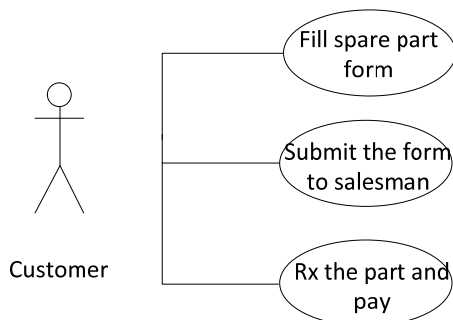 Fill spare part
form
Submit the form
to salesman
Customer
Rx the part and
pay